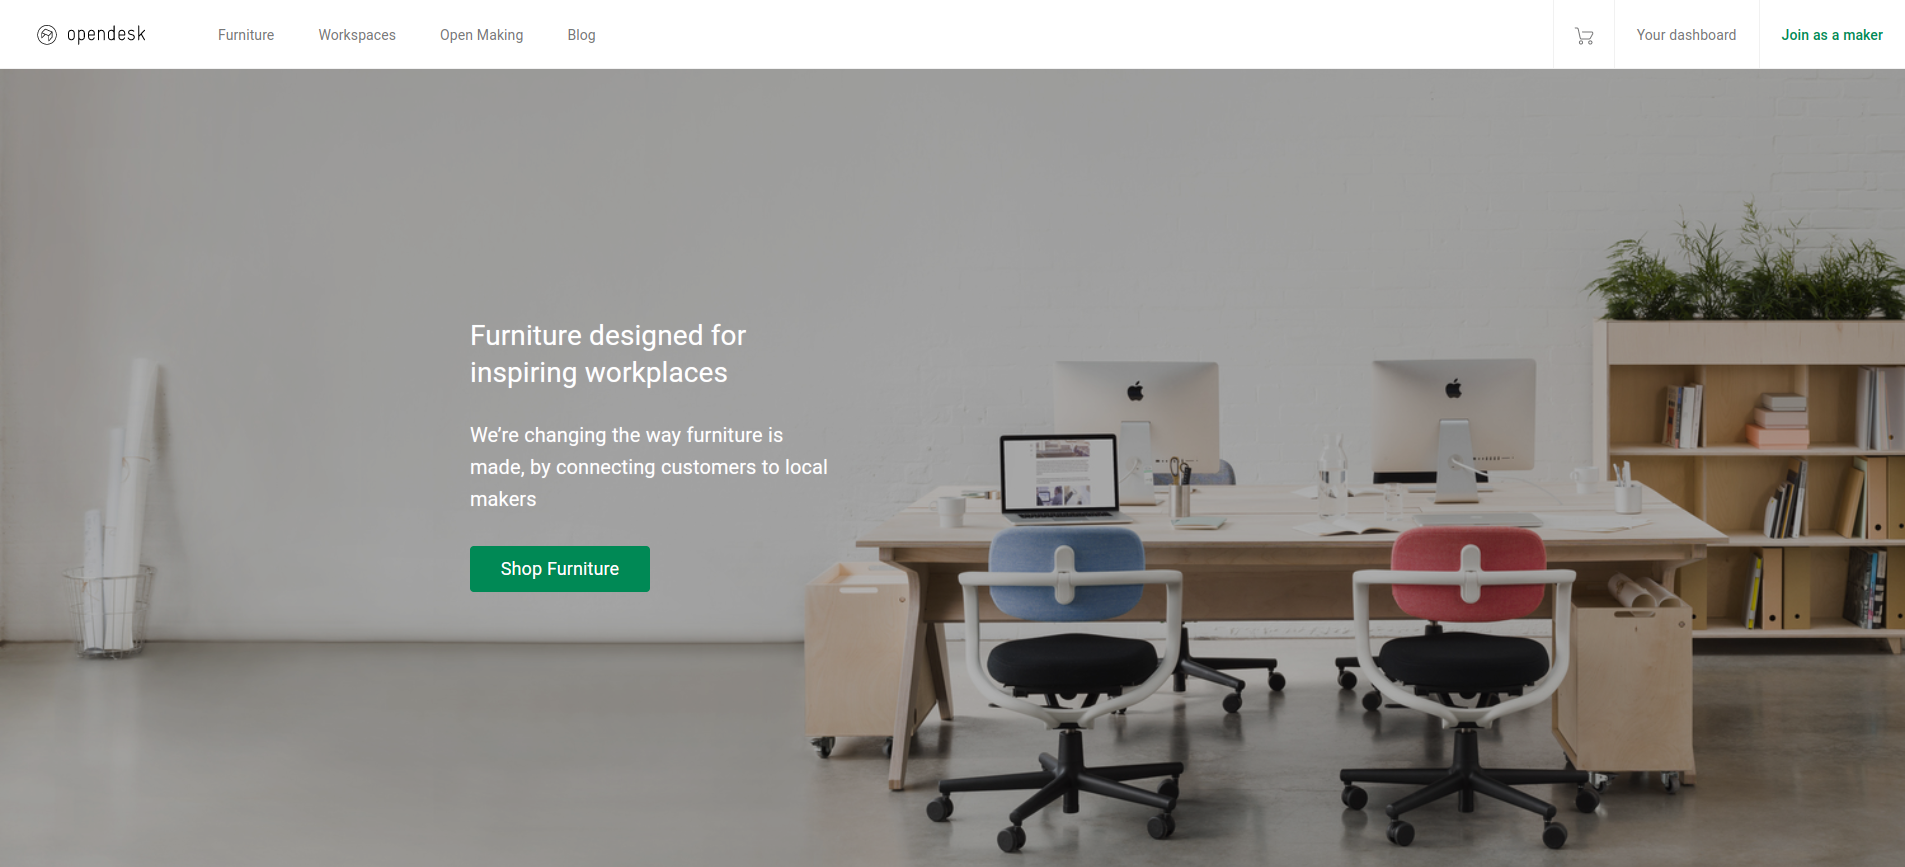 opendesk
Furniture
Workspaces
Open Making
Blog
Your dashboard
Join as a maker
Furniture designed for
inspiring workplaces
We’re changing the way furniture is
made, by connecting customers to local
makers
Shop Furniture